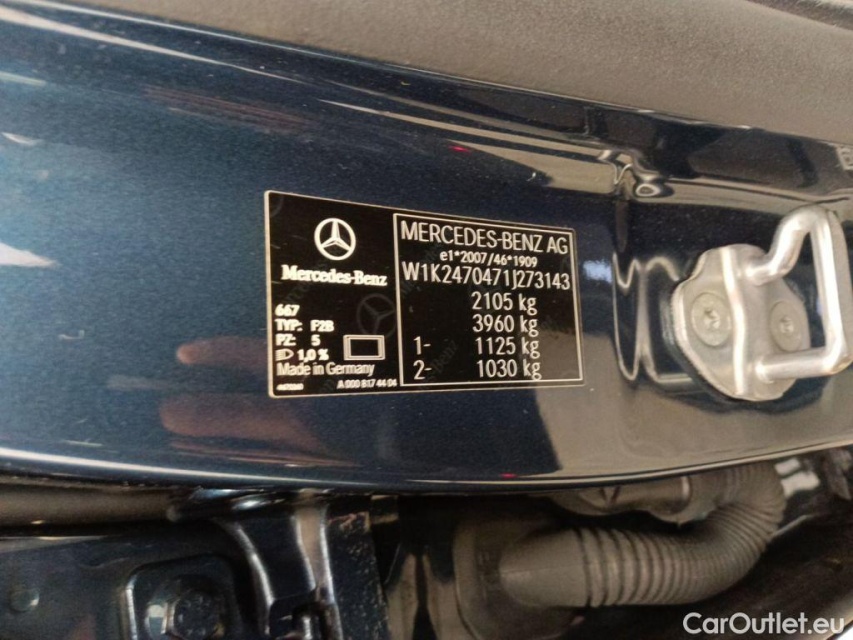 Mercedes-Benz
667
TYP: F2B
PZ: 5
1,0 %
Made in Germany
A 000 817 44 04
MERCEDES-BENZ AG
e1*2007/46*1909
W1K2470471J273143
2105 kg
3960 kg
1- 1125 kg
2- 1030 kg
CarOutlet.eu